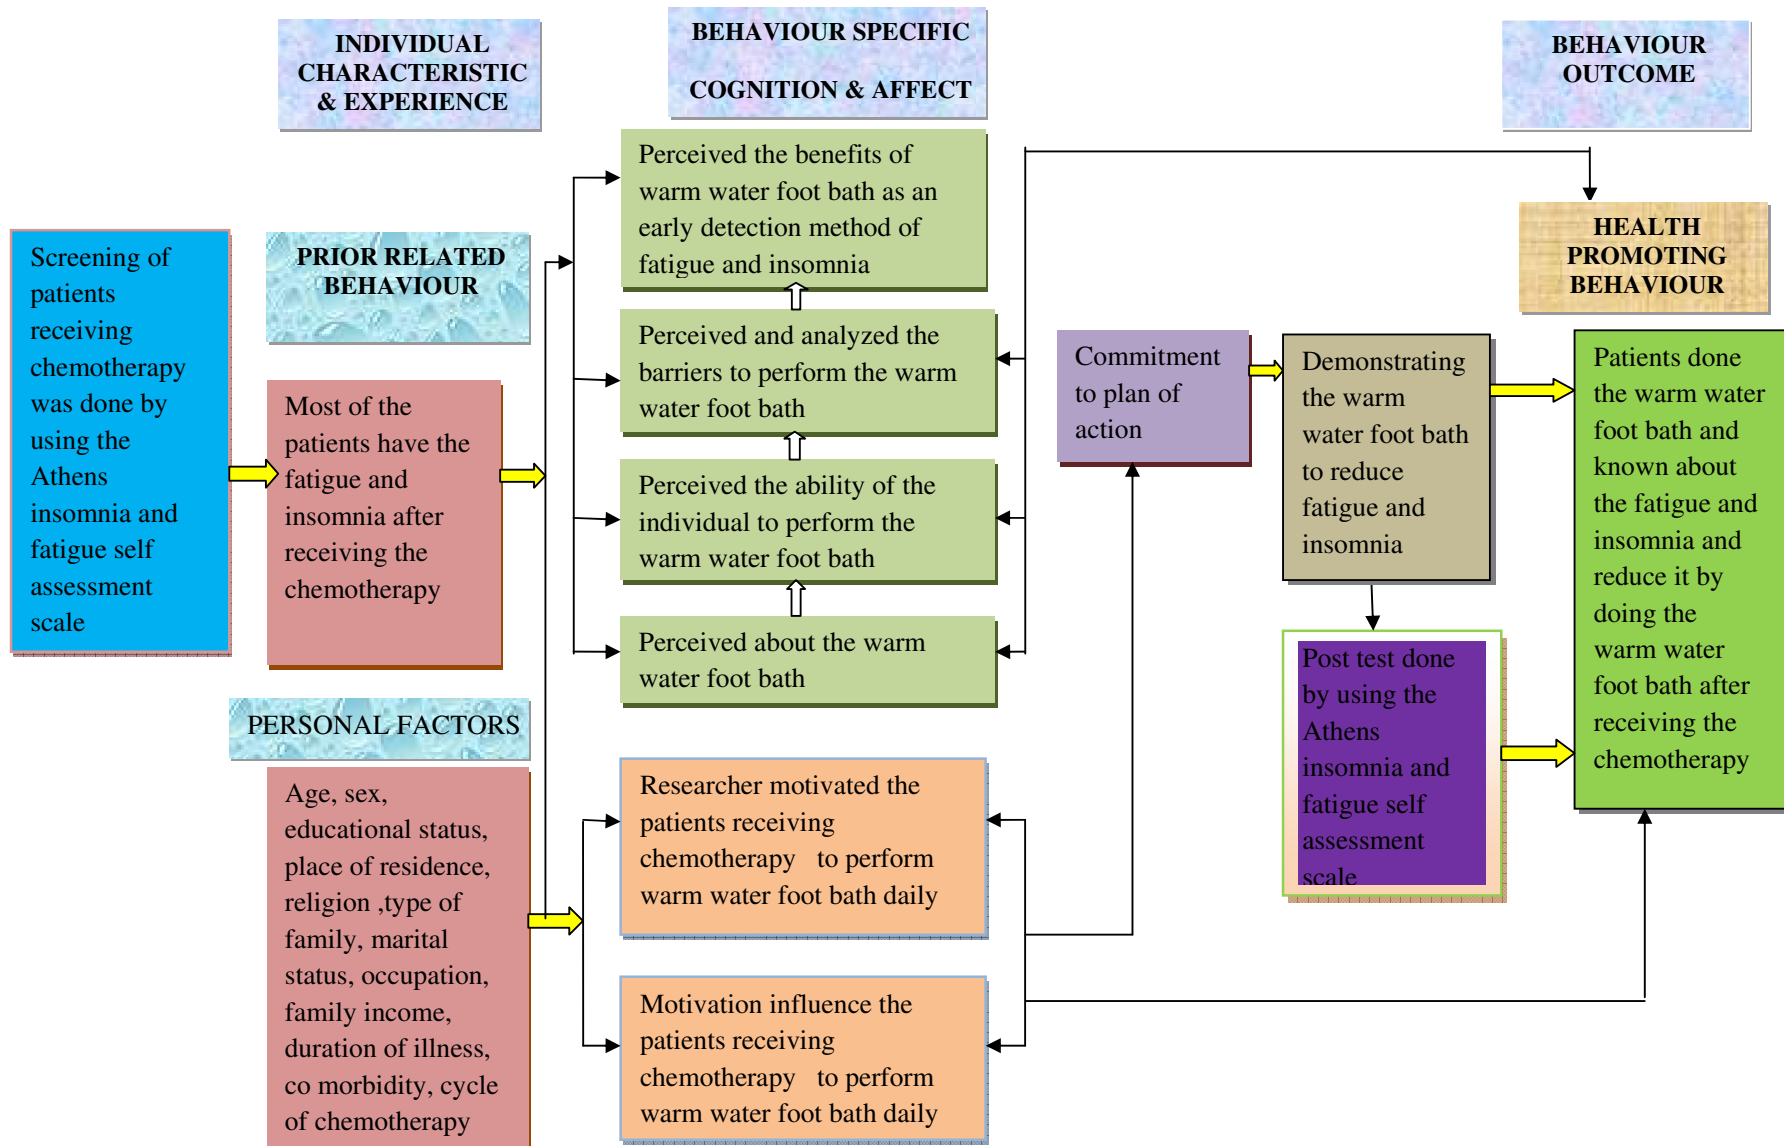 INDIVIDUAL
CHARACTERISTIC
& EXPERIENCE
BEHAVIOUR SPECIFIC
COGNITION & AFFECT
BEHAVIOUR
OUTCOME
Screening of
patients
receiving
chemotherapy
was done by
using the
Athens
insomnia and
fatigue self
assessment
scale
PRIOR RELATED
BEHAVIOUR
Most of the
patients have the
fatigue and
insomnia after
receiving the
chemotherapy
PERSONAL FACTORS
Age, sex,
educational status,
place of residence,
religion ,type of
family, marital
status, occupation,
family income,
duration of illness,
co morbidity, cycle
of chemotherapy
Perceived the benefits of
warm water foot bath as an
early detection method of
fatigue and insomnia
Perceived and analyzed the
barriers to perform the warm
water foot bath
Perceived the ability of the
individual to perform the
warm water foot bath
Perceived about the warm
water foot bath
Researcher motivated the
patients receiving
chemotherapy   to perform
warm water foot bath daily
Motivation influence the
patients receiving
chemotherapy   to perform
warm water foot bath daily
Commitment
to plan of
action
Demonstrating
the warm
water foot bath
to reduce
fatigue and
insomnia
Post test done
by using the
Athens
insomnia and
fatigue self
assessment
scale
HEALTH
PROMOTING
BEHAVIOUR
Patients done
the warm water
foot bath and
known about
the fatigue and
insomnia and
reduce it by
doing the
warm water
foot bath after
receiving the
chemotherapy